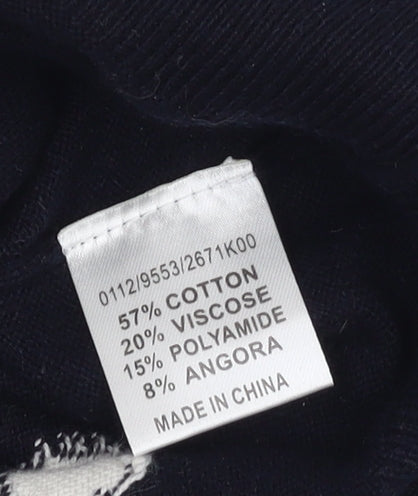 0112/9553/2671K00
57% COTTON
20% VISCOSE
15% POLYAMIDE
8% ANGORA
MADE IN CHINA